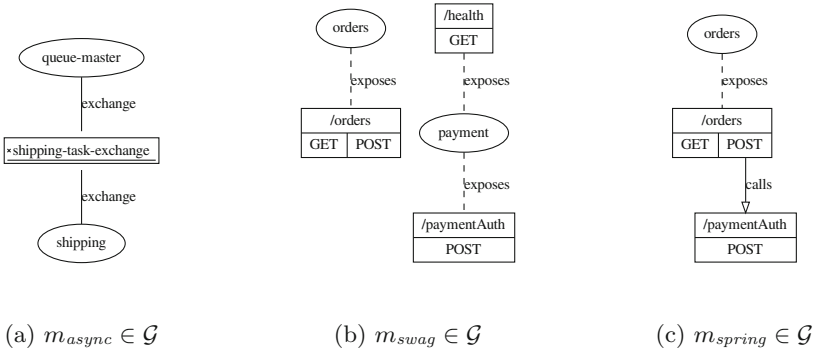 queue-master
exchange
×shipping-task-exchange
exchange
shipping
(a) m_async ∈ 𝒢
orders
exposes
/orders
GET POST
/health
GET
exposes
payment
exposes
/paymentAuth
POST
(b) m_swag ∈ 𝒢
orders
exposes
/orders
GET POST
calls
/paymentAuth
POST
(c) m_spring ∈ 𝒢